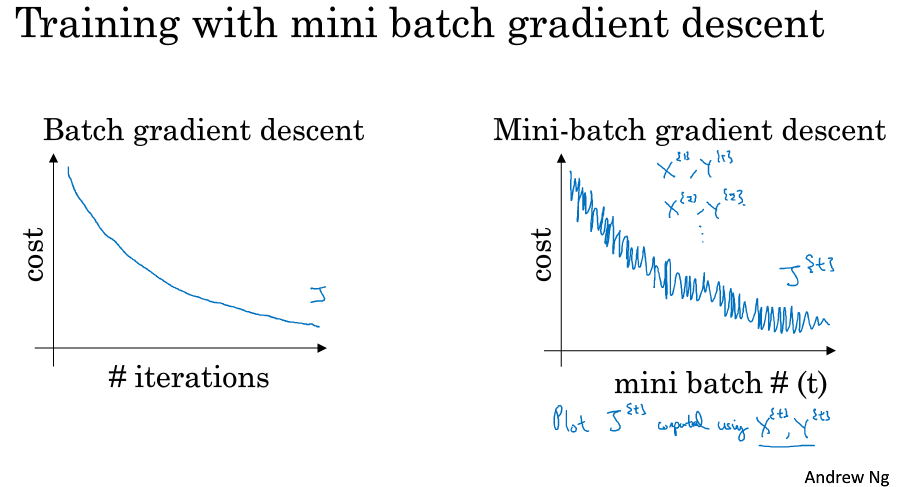 Training with mini batch gradient descent
Batch gradient descent
cost
J
# iterations
Mini-batch gradient descent
X^{1}, Y^{1}
X^{2}, Y^{2}
⋮
cost
J^{t}
mini batch # (t)
Plot J^{t} computed using X^{t}, Y^{t}
Andrew Ng